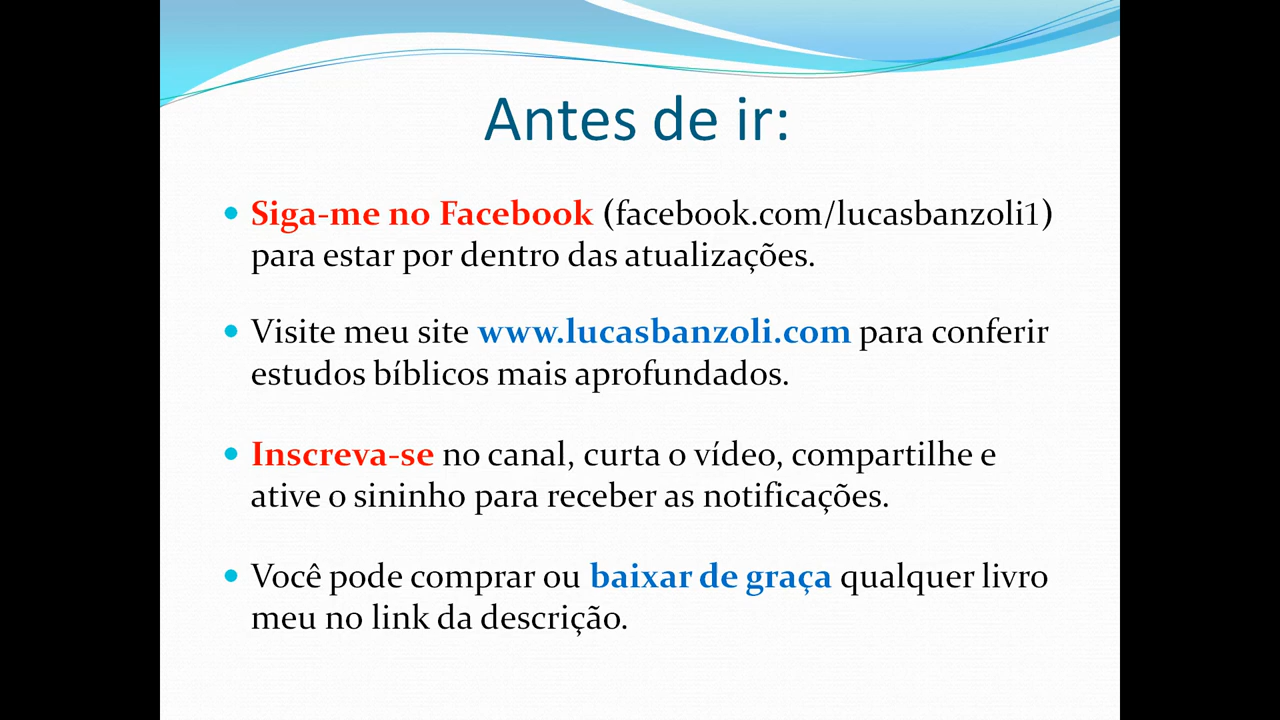 Antes de ir:
• Siga-me no Facebook (facebook.com/lucasbanzoli1)
para estar por dentro das atualizações.
• Visite meu site www.lucasbanzoli.com para conferir
estudos bíblicos mais aprofundados.
• Inscreva-se no canal, curta o vídeo, compartilhe e
ative o sininho para receber as notificações.
• Você pode comprar ou baixar de graça qualquer livro
meu no link da descrição.